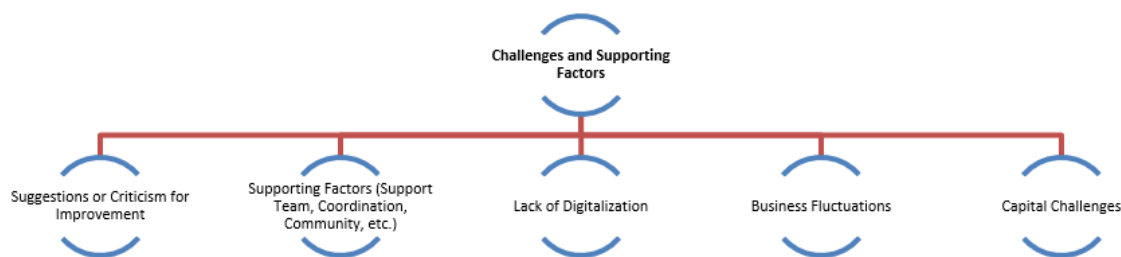 Challenges and Supporting
Factors
Suggestions or Criticism for
Improvement
Supporting Factors (Support
Team, Coordination,
Community, etc.)
Lack of Digitalization
Business Fluctuations
Capital Challenges